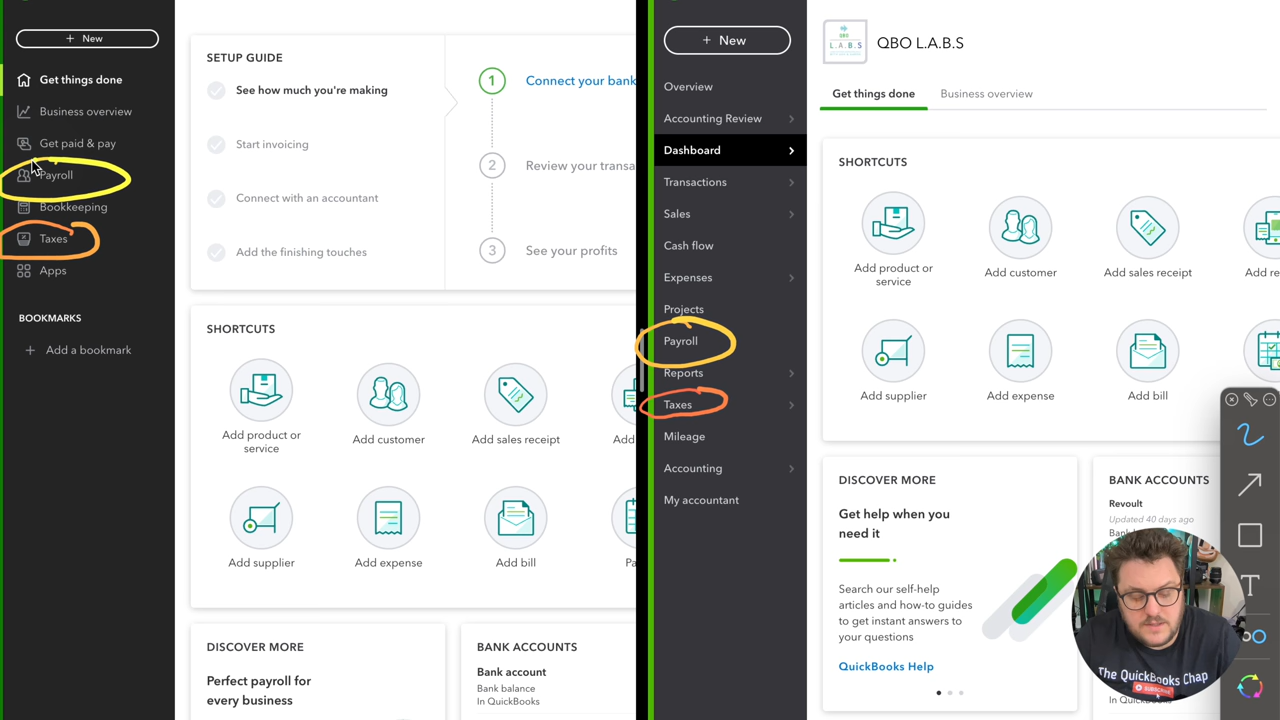 + New
Get things done
Business overview
Get paid & pay
Payroll
Bookkeeping
Taxes
Apps
BOOKMARKS
+ Add a bookmark
SETUP GUIDE
See how much you're making
Start invoicing
Connect with an accountant
Add the finishing touches
1 Connect your bank
2 Review your transa
3 See your profits
SHORTCUTS
Add product or
service
Add customer
Add sales receipt
Add
Add supplier
Add expense
Add bill
Pa
DISCOVER MORE
Perfect payroll for
every business
BANK ACCOUNTS
Bank account
Bank balance
In QuickBooks
+ New
Overview
Accounting Review
Dashboard
Transactions
Sales
Cash flow
Expenses
Projects
Payroll
Reports
Taxes
Mileage
Accounting
My accountant
QBO
L.A.B.S
QBO L.A.B.S
Get things done
Business overview
SHORTCUTS
Add product or
service
Add customer
Add sales receipt
Add re
Add supplier
Add expense
Add bill
DISCOVER MORE
Get help when you
need it
Search our self-help
articles and how-to guides
to get instant answers to
your questions
QuickBooks Help
BANK ACCOUNTS
Revoult
Updated 40 days ago
Bank
In QuickBooks
The QuickBooks Chap
SUBSCRIBE
T